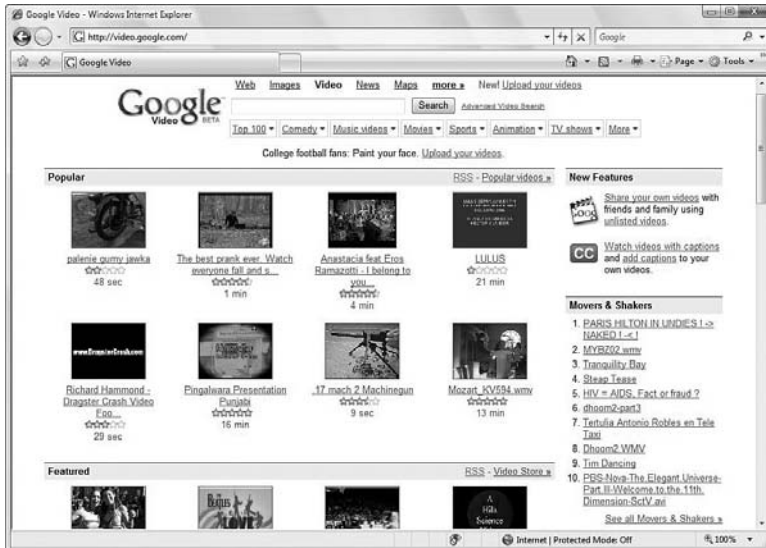 Google Video - Windows Internet Explorer
http://video.google.com/
Google
Google Video
Page
Tools
Web Images Video News Maps more » New! Upload your videos
Google
Video BETA
Search
Advanced Video Search
Top 100 Comedy Music videos Movies Sports Animation TV shows More
College football fans: Paint your face. Upload your videos.
Popular
RSS - Popular videos »
palenie gumy jawka
48 sec
The best prank ever. Watch
everyone fall and s...
1 min
Anastacia feat Eros
Ramazotti - I belong to
you...
4 min
LULUS
21 min
www.DragsterCrash.com
Richard Hammond -
Dragster Crash Video
Foo...
29 sec
Pingalwara Presentation
Punjabi
16 min
.17 mach 2 Machinegun
9 sec
Mozart_KV594.wmv
13 min
Featured
RSS - Video Store »
THE
BEATLES
A
Hills
Science
New Features
Share your own videos with
friends and family using
unlisted videos.
CC
Watch videos with captions
and add captions to your
own videos.
Movers & Shakers
1. PARIS HILTON IN UNDIES ! ->
NAKED ! -< !
2. MYBZ02.wmv
3. Tranquility Bay
4. Steap Tease
5. HIV = AIDS, Fact or fraud ?
6. dhoom2-part3
7. Tertulia Antonio Robles en Tele
Taxi
8. Dhoom2.WMV
9. Tim Dancing
10. PBS-Nova-The.Elegant.Universe-
Part.III-Welcome.to.the.11th.
Dimension-SctV.avi
See all Movers & Shakers »
Internet | Protected Mode: Off
100%